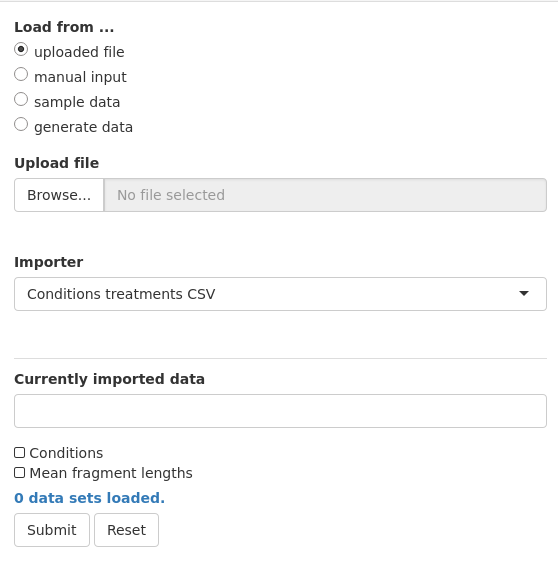 Load from ...
uploaded file
manual input
sample data
generate data
Upload file
Browse... No file selected
Importer
Conditions treatments CSV
Currently imported data
Conditions
Mean fragment lengths
0 data sets loaded.
Submit Reset